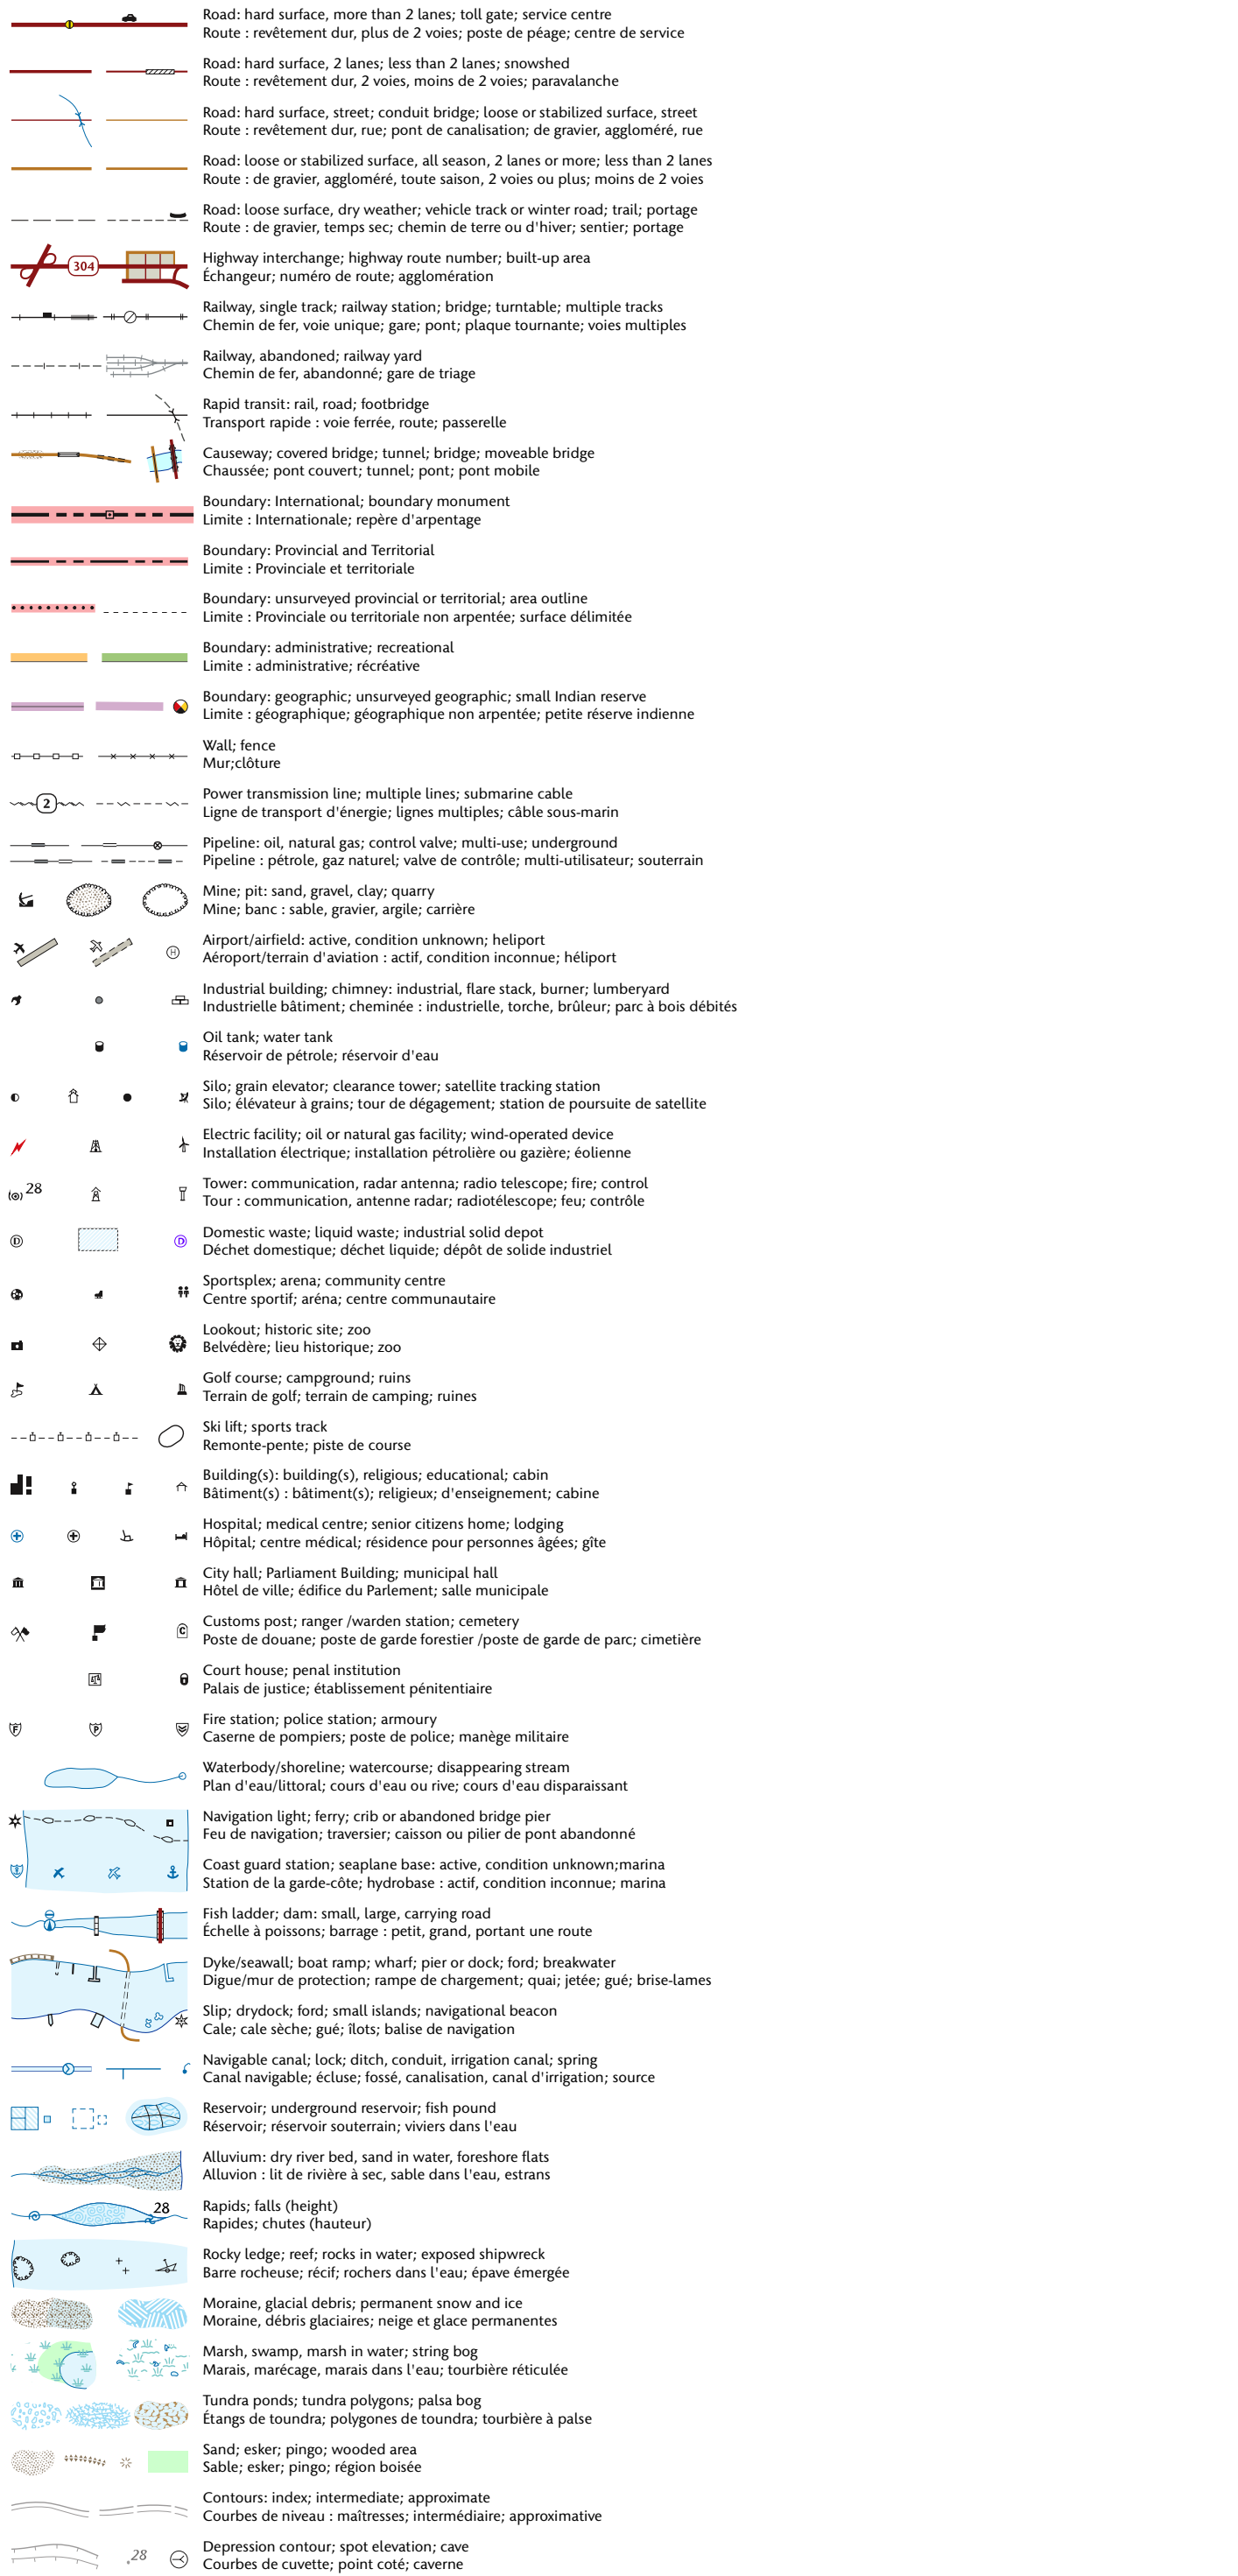 Road: hard surface, more than 2 lanes; toll gate; service centre
Route : revêtement dur, plus de 2 voies; poste de péage; centre de service
Road: hard surface, 2 lanes; less than 2 lanes; snowshed
Route : revêtement dur, 2 voies, moins de 2 voies; paravalanche
Road: hard surface, street; conduit bridge; loose or stabilized surface, street
Route : revêtement dur, rue; pont de canalisation; de gravier, aggloméré, rue
Road: loose or stabilized surface, all season, 2 lanes or more; less than 2 lanes
Route : de gravier, aggloméré, toute saison, 2 voies ou plus; moins de 2 voies
Road: loose surface, dry weather; vehicle track or winter road; trail; portage
Route : de gravier, temps sec; chemin de terre ou d'hiver; sentier; portage
304
Highway interchange; highway route number; built-up area
Échangeur; numéro de route; agglomération
Railway, single track; railway station; bridge; turntable; multiple tracks
Chemin de fer, voie unique; gare; pont; plaque tournante; voies multiples
Railway, abandoned; railway yard
Chemin de fer, abandonné; gare de triage
Rapid transit: rail, road; footbridge
Transport rapide : voie ferrée, route; passerelle
Causeway; covered bridge; tunnel; bridge; moveable bridge
Chaussée; pont couvert; tunnel; pont; pont mobile
Boundary: International; boundary monument
Limite : Internationale; repère d'arpentage
Boundary: Provincial and Territorial
Limite : Provinciale et territoriale
Boundary: unsurveyed provincial or territorial; area outline
Limite : Provinciale ou territoriale non arpentée; surface délimitée
Boundary: administrative; recreational
Limite : administrative; récréative
Boundary: geographic; unsurveyed geographic; small Indian reserve
Limite : géographique; géographique non arpentée; petite réserve indienne
Wall; fence
Mur;clôture
2
Power transmission line; multiple lines; submarine cable
Ligne de transport d'énergie; lignes multiples; câble sous-marin
Pipeline: oil, natural gas; control valve; multi-use; underground
Pipeline : pétrole, gaz naturel; valve de contrôle; multi-utilisateur; souterrain
Mine; pit: sand, gravel, clay; quarry
Mine; banc : sable, gravier, argile; carrière
H
Airport/airfield: active, condition unknown; heliport
Aéroport/terrain d'aviation : actif, condition inconnue; héliport
Industrial building; chimney: industrial, flare stack, burner; lumberyard
Industrielle bâtiment; cheminée : industrielle, torche, brûleur; parc à bois débités
Oil tank; water tank
Réservoir de pétrole; réservoir d'eau
Silo; grain elevator; clearance tower; satellite tracking station
Silo; élévateur à grains; tour de dégagement; station de poursuite de satellite
Electric facility; oil or natural gas facility; wind-operated device
Installation électrique; installation pétrolière ou gazière; éolienne
28
Tower: communication, radar antenna; radio telescope; fire; control
Tour : communication, antenne radar; radiotélescope; feu; contrôle
D D
Domestic waste; liquid waste; industrial solid depot
Déchet domestique; déchet liquide; dépôt de solide industriel
Sportsplex; arena; community centre
Centre sportif; aréna; centre communautaire
Lookout; historic site; zoo
Belvédère; lieu historique; zoo
Golf course; campground; ruins
Terrain de golf; terrain de camping; ruines
Ski lift; sports track
Remonte-pente; piste de course
Building(s): building(s), religious; educational; cabin
Bâtiment(s) : bâtiment(s); religieux; d'enseignement; cabine
Hospital; medical centre; senior citizens home; lodging
Hôpital; centre médical; résidence pour personnes âgées; gîte
City hall; Parliament Building; municipal hall
Hôtel de ville; édifice du Parlement; salle municipale
C
Customs post; ranger /warden station; cemetery
Poste de douane; poste de garde forestier /poste de garde de parc; cimetière
Court house; penal institution
Palais de justice; établissement pénitentiaire
F P
Fire station; police station; armoury
Caserne de pompiers; poste de police; manège militaire
Waterbody/shoreline; watercourse; disappearing stream
Plan d'eau/littoral; cours d'eau ou rive; cours d'eau disparaissant
Navigation light; ferry; crib or abandoned bridge pier
Feu de navigation; traversier; caisson ou pilier de pont abandonné
Coast guard station; seaplane base: active, condition unknown;marina
Station de la garde-côte; hydrobase : actif, condition inconnue; marina
Fish ladder; dam: small, large, carrying road
Échelle à poissons; barrage : petit, grand, portant une route
Dyke/seawall; boat ramp; wharf; pier or dock; ford; breakwater
Digue/mur de protection; rampe de chargement; quai; jetée; gué; brise-lames
Slip; drydock; ford; small islands; navigational beacon
Cale; cale sèche; gué; îlots; balise de navigation
Navigable canal; lock; ditch, conduit, irrigation canal; spring
Canal navigable; écluse; fossé, canalisation, canal d'irrigation; source
Reservoir; underground reservoir; fish pound
Réservoir; réservoir souterrain; viviers dans l'eau
Alluvium: dry river bed, sand in water, foreshore flats
Alluvion : lit de rivière à sec, sable dans l'eau, estrans
28
Rapids; falls (height)
Rapides; chutes (hauteur)
Rocky ledge; reef; rocks in water; exposed shipwreck
Barre rocheuse; récif; rochers dans l'eau; épave émergée
Moraine, glacial debris; permanent snow and ice
Moraine, débris glaciaires; neige et glace permanentes
Marsh, swamp, marsh in water; string bog
Marais, marécage, marais dans l'eau; tourbière réticulée
Tundra ponds; tundra polygons; palsa bog
Étangs de toundra; polygones de toundra; tourbière à palse
Sand; esker; pingo; wooded area
Sable; esker; pingo; région boisée
Contours: index; intermediate; approximate
Courbes de niveau : maîtresses; intermédiaire; approximative
28
Depression contour; spot elevation; cave
Courbes de cuvette; point coté; caverne